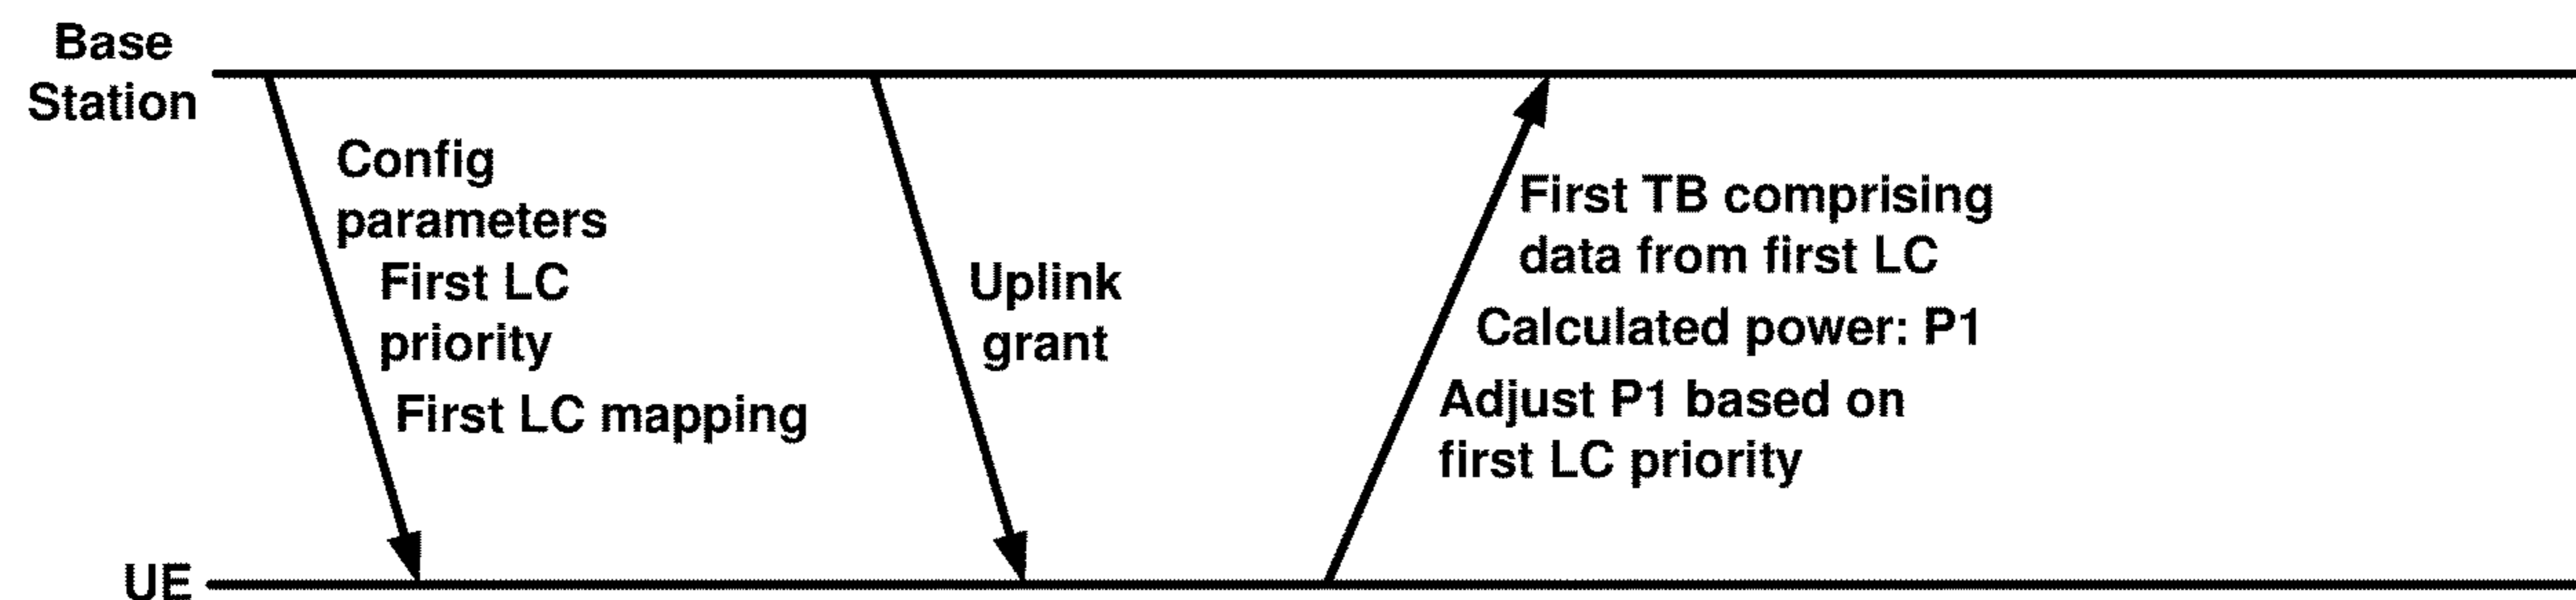 Base
Station
Config
parameters
First LC
priority
First LC mapping
Uplink
grant
First TB comprising
data from first LC
Calculated power: P1
Adjust P1 based on
first LC priority
UE